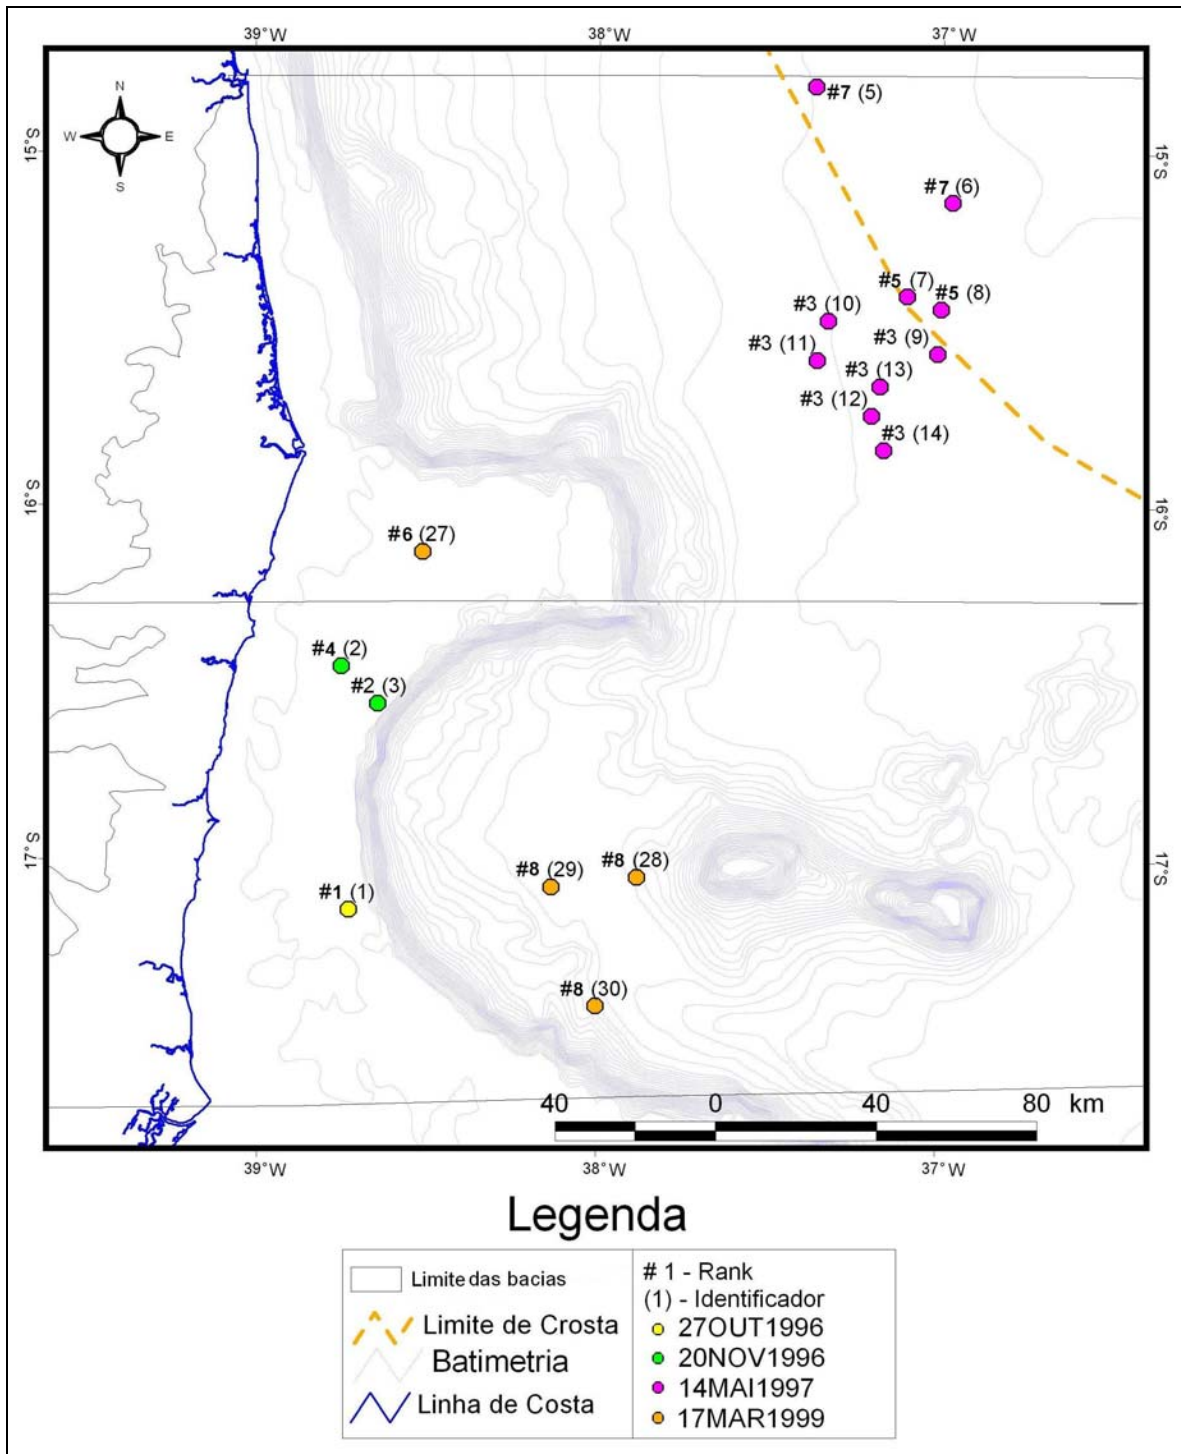 39°W 38°W 37°W
N
W E
S
15°S
15°S
#7 (5)
#7 (6)
#5 (7)
#5 (8)
#3 (10)
#3 (9)
#3 (11)
#3 (13)
#3 (12)
#3 (14)
16°S
16°S
#6 (27)
#4 (2)
#2 (3)
17°S
17°S
#8 (29)
#8 (28)
#1 (1)
#8 (30)
40 0 40 80 km
39°W 38°W 37°W
Legenda
Limite das bacias
Limite de Crosta
Batimetria
Linha de Costa
# 1 - Rank
(1) - Identificador
27OUT1996
20NOV1996
14MAI1997
17MAR1999